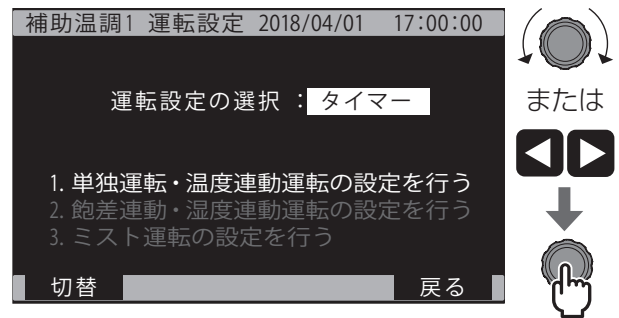 補助温調1 運転設定 2018/04/01 17:00:00
運転設定の選択 : タイマー
または
1. 単独運転・温度連動運転の設定を行う
2. 飽差連動・湿度連動運転の設定を行う
3. ミスト運転の設定を行う
切替 戻る